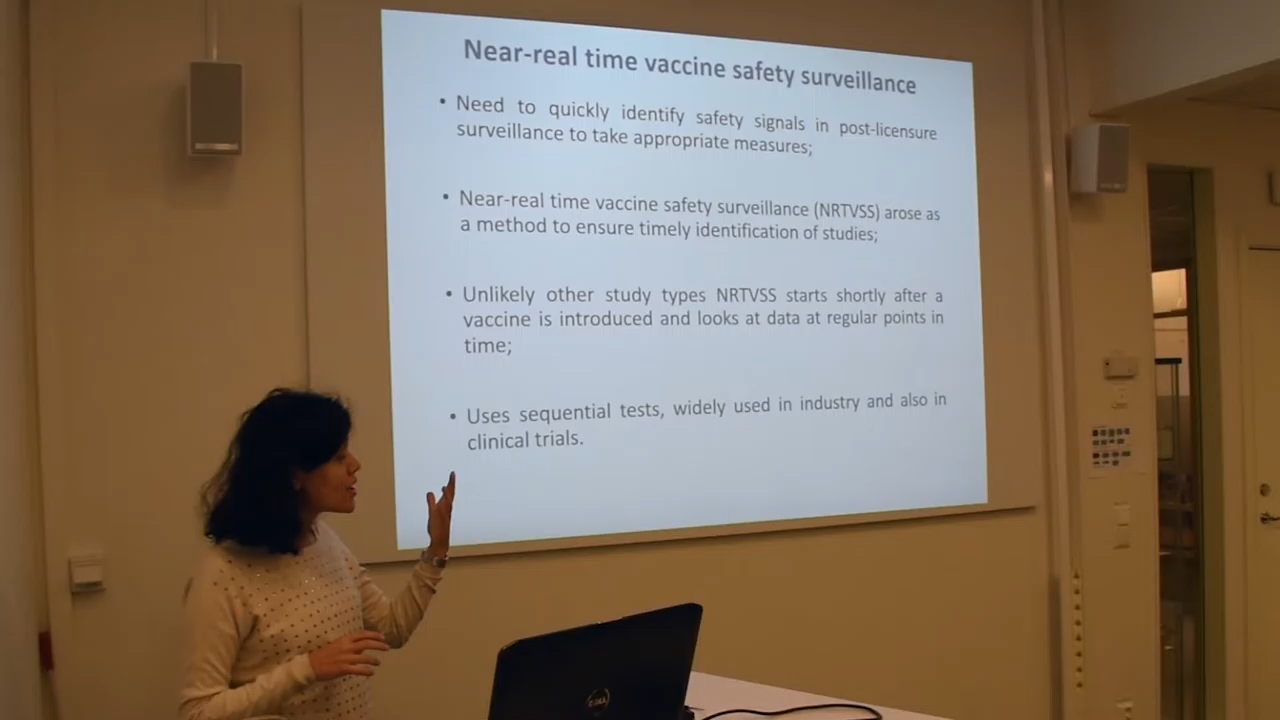 Near-real time vaccine safety surveillance
• Need to quickly identify safety signals in post-licensure
surveillance to take appropriate measures;
• Near-real time vaccine safety surveillance (NRTVSS) arose as
a method to ensure timely identification of studies;
• Unlikely other study types NRTVSS starts shortly after a
vaccine is introduced and looks at data at regular points in
time;
• Uses sequential tests, widely used in industry and also in
clinical trials.
DELL